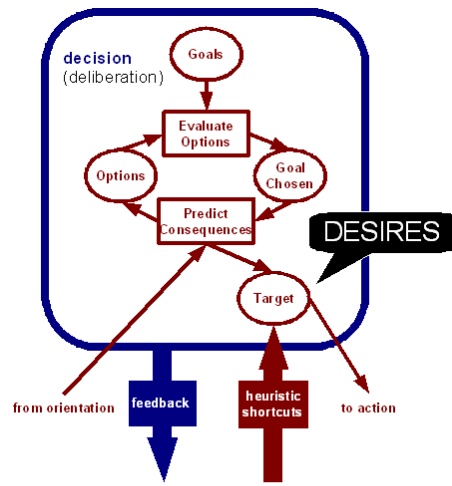 decision
(deliberation)
Goals
Evaluate
Options
Options
Goal
Chosen
Predict
Consequences
DESIRES
Target
from orientation
feedback
heuristic
shortcuts
to action